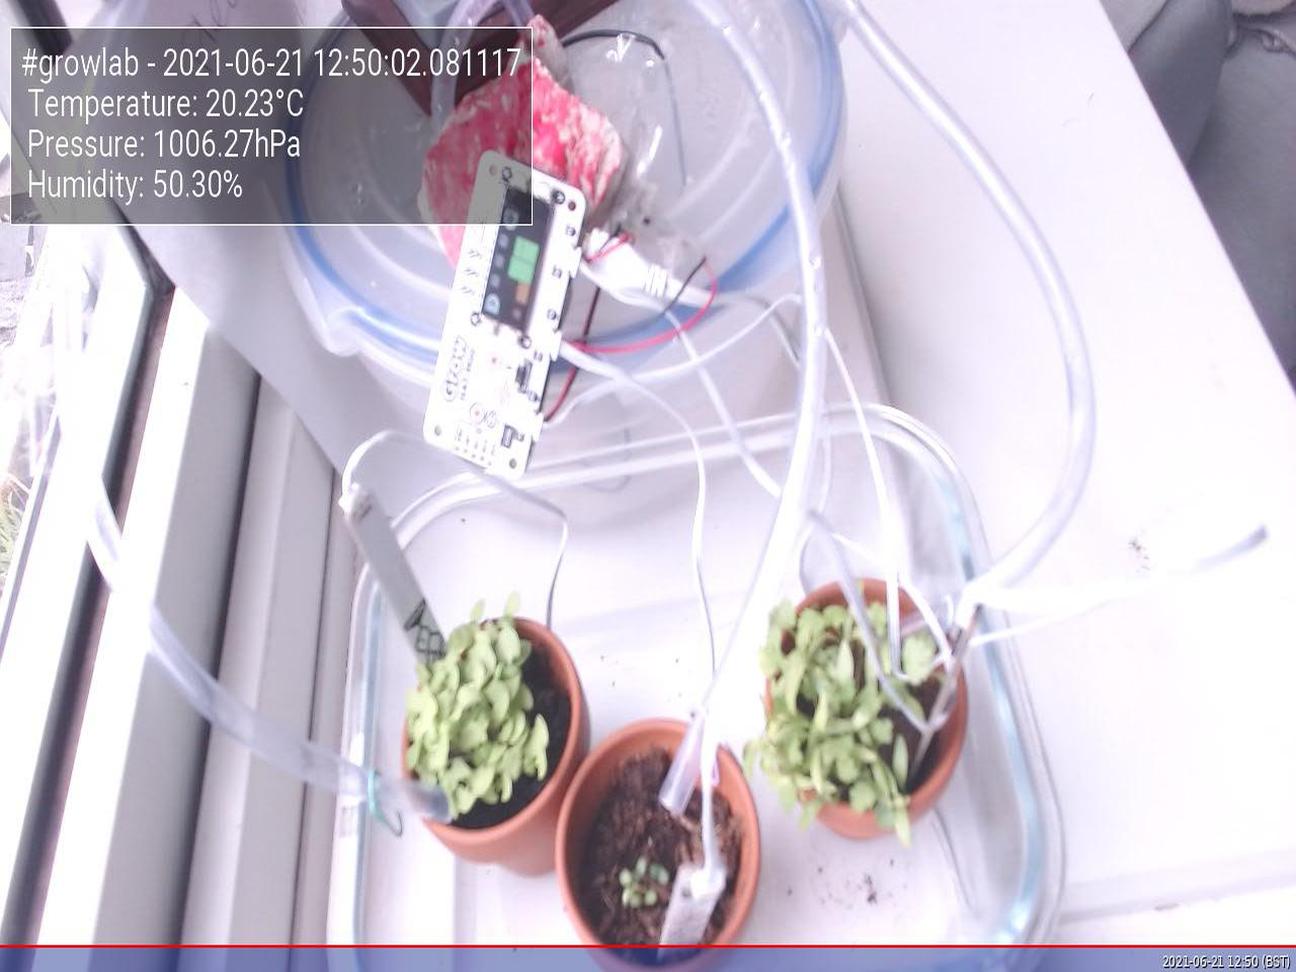 #growlab - 2021-06-21 12:50:02.081117
Temperature: 20.23°C
Pressure: 1006.27hPa
Humidity: 50.30%
2021-06-21 12:50 (BST)